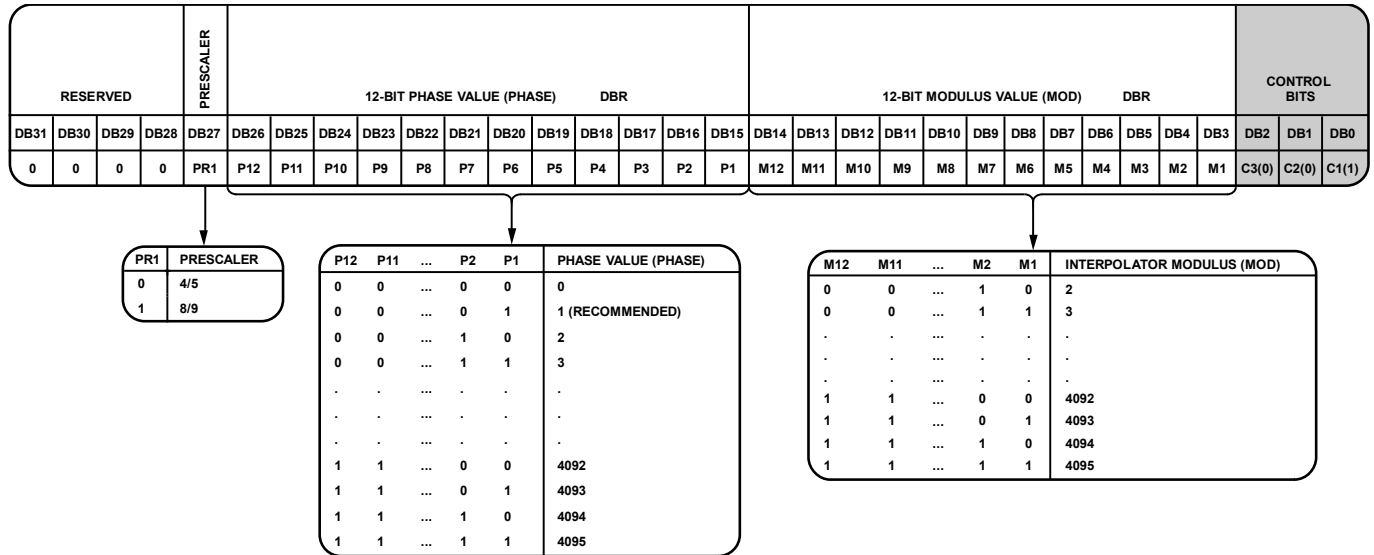 PRESCALER
RESERVED 12-BIT PHASE VALUE (PHASE) DBR 12-BIT MODULUS VALUE (MOD) DBR CONTROL BITS
DB31 DB30 DB29 DB28 DB27 DB26 DB25 DB24 DB23 DB22 DB21 DB20 DB19 DB18 DB17 DB16 DB15 DB14 DB13 DB12 DB11 DB10 DB9 DB8 DB7 DB6 DB5 DB4 DB3 DB2 DB1 DB0
0 0 0 0 PR1 P12 P11 P10 P9 P8 P7 P6 P5 P4 P3 P2 P1 M12 M11 M10 M9 M8 M7 M6 M5 M4 M3 M2 M1 C3(0) C2(0) C1(1)
PR1 PRESCALER
0 4/5
1 8/9
P12 P11 ... P2 P1 PHASE VALUE (PHASE)
0 0 ... 0 0 0
0 0 ... 0 1 1 (RECOMMENDED)
0 0 ... 1 0 2
0 0 ... 1 1 3
. . ... . . .
. . ... . . .
. . ... . . .
1 1 ... 0 0 4092
1 1 ... 0 1 4093
1 1 ... 1 0 4094
1 1 ... 1 1 4095
M12 M11 ... M2 M1 INTERPOLATOR MODULUS (MOD)
0 0 ... 1 0 2
0 0 ... 1 1 3
. . ... . . .
. . ... . . .
. . ... . . .
1 1 ... 0 0 4092
1 1 ... 0 1 4093
1 1 ... 1 0 4094
1 1 ... 1 1 4095